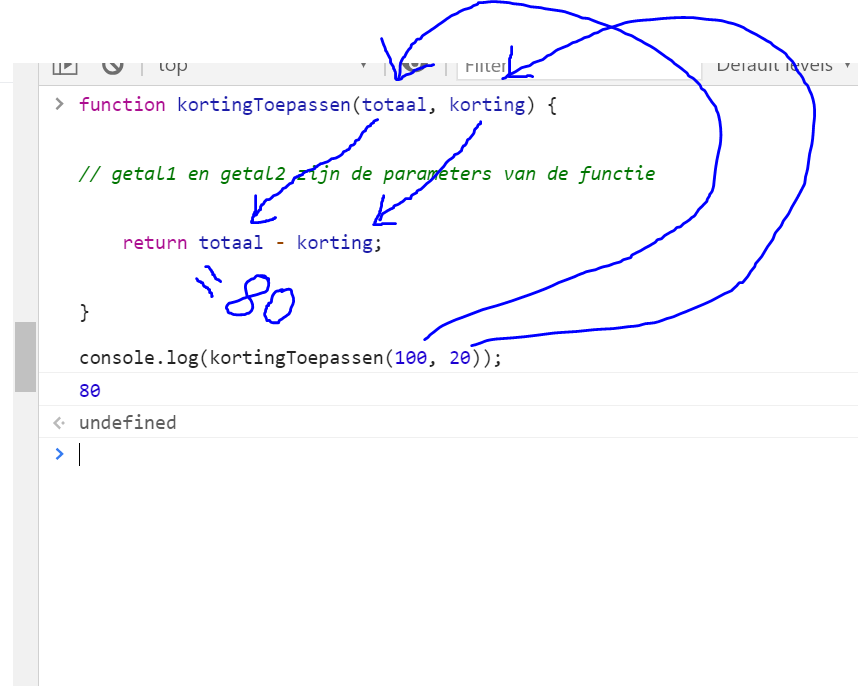 top Filter Default levels
function kortingToepassen(totaal, korting) {
// getal1 en getal2 zijn de parameters van de functie
return totaal - korting;
80
}
console.log(kortingToepassen(100, 20));
80
undefined